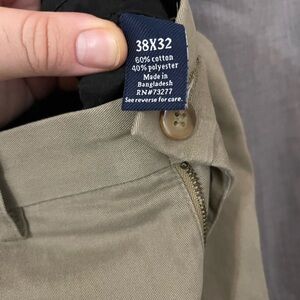 38X32
60% cotton
40% polyester
Made in
Bangladesh
RN#73277
See reverse for care.